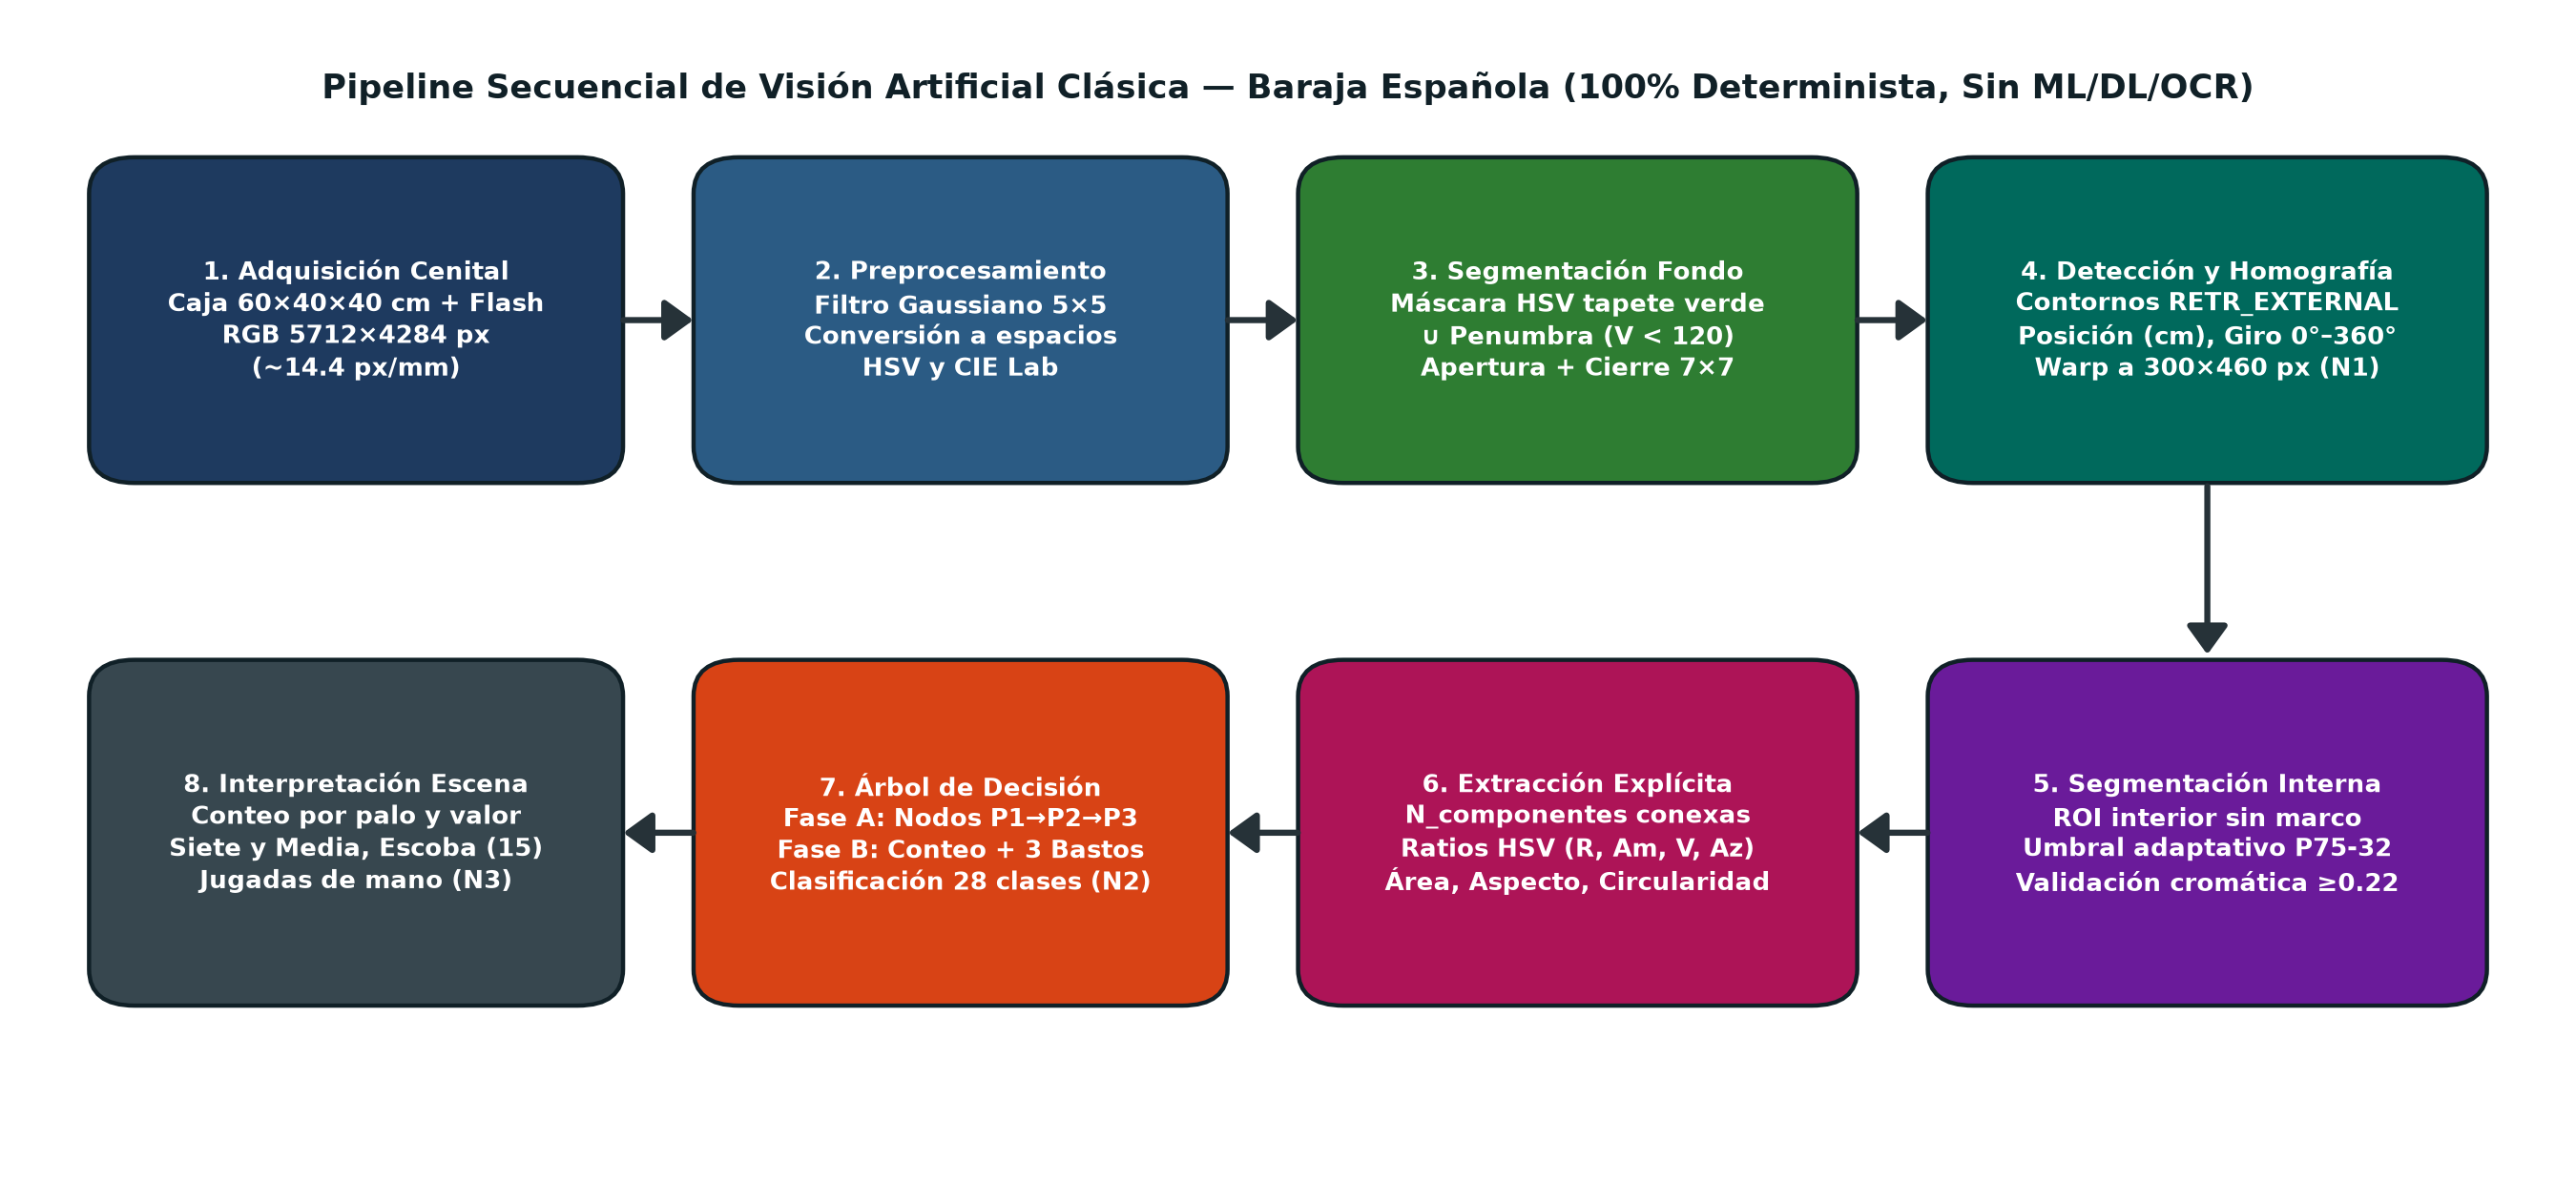 Pipeline Secuencial de Visión Artificial Clásica — Baraja Española (100% Determinista, Sin ML/DL/OCR)
1. Adquisición Cenital
Caja 60×40×40 cm + Flash
RGB 5712×4284 px
(~14.4 px/mm)
2. Preprocesamiento
Filtro Gaussiano 5×5
Conversión a espacios
HSV y CIE Lab
3. Segmentación Fondo
Máscara HSV tapete verde
∪ Penumbra (V < 120)
Apertura + Cierre 7×7
4. Detección y Homografía
Contornos RETR_EXTERNAL
Posición (cm), Giro 0°–360°
Warp a 300×460 px (N1)
5. Segmentación Interna
ROI interior sin marco
Umbral adaptativo P75-32
Validación cromática ≥0.22
6. Extracción Explícita
N_componentes conexas
Ratios HSV (R, Am, V, Az)
Área, Aspecto, Circularidad
7. Árbol de Decisión
Fase A: Nodos P1→P2→P3
Fase B: Conteo + 3 Bastos
Clasificación 28 clases (N2)
8. Interpretación Escena
Conteo por palo y valor
Siete y Media, Escoba (15)
Jugadas de mano (N3)